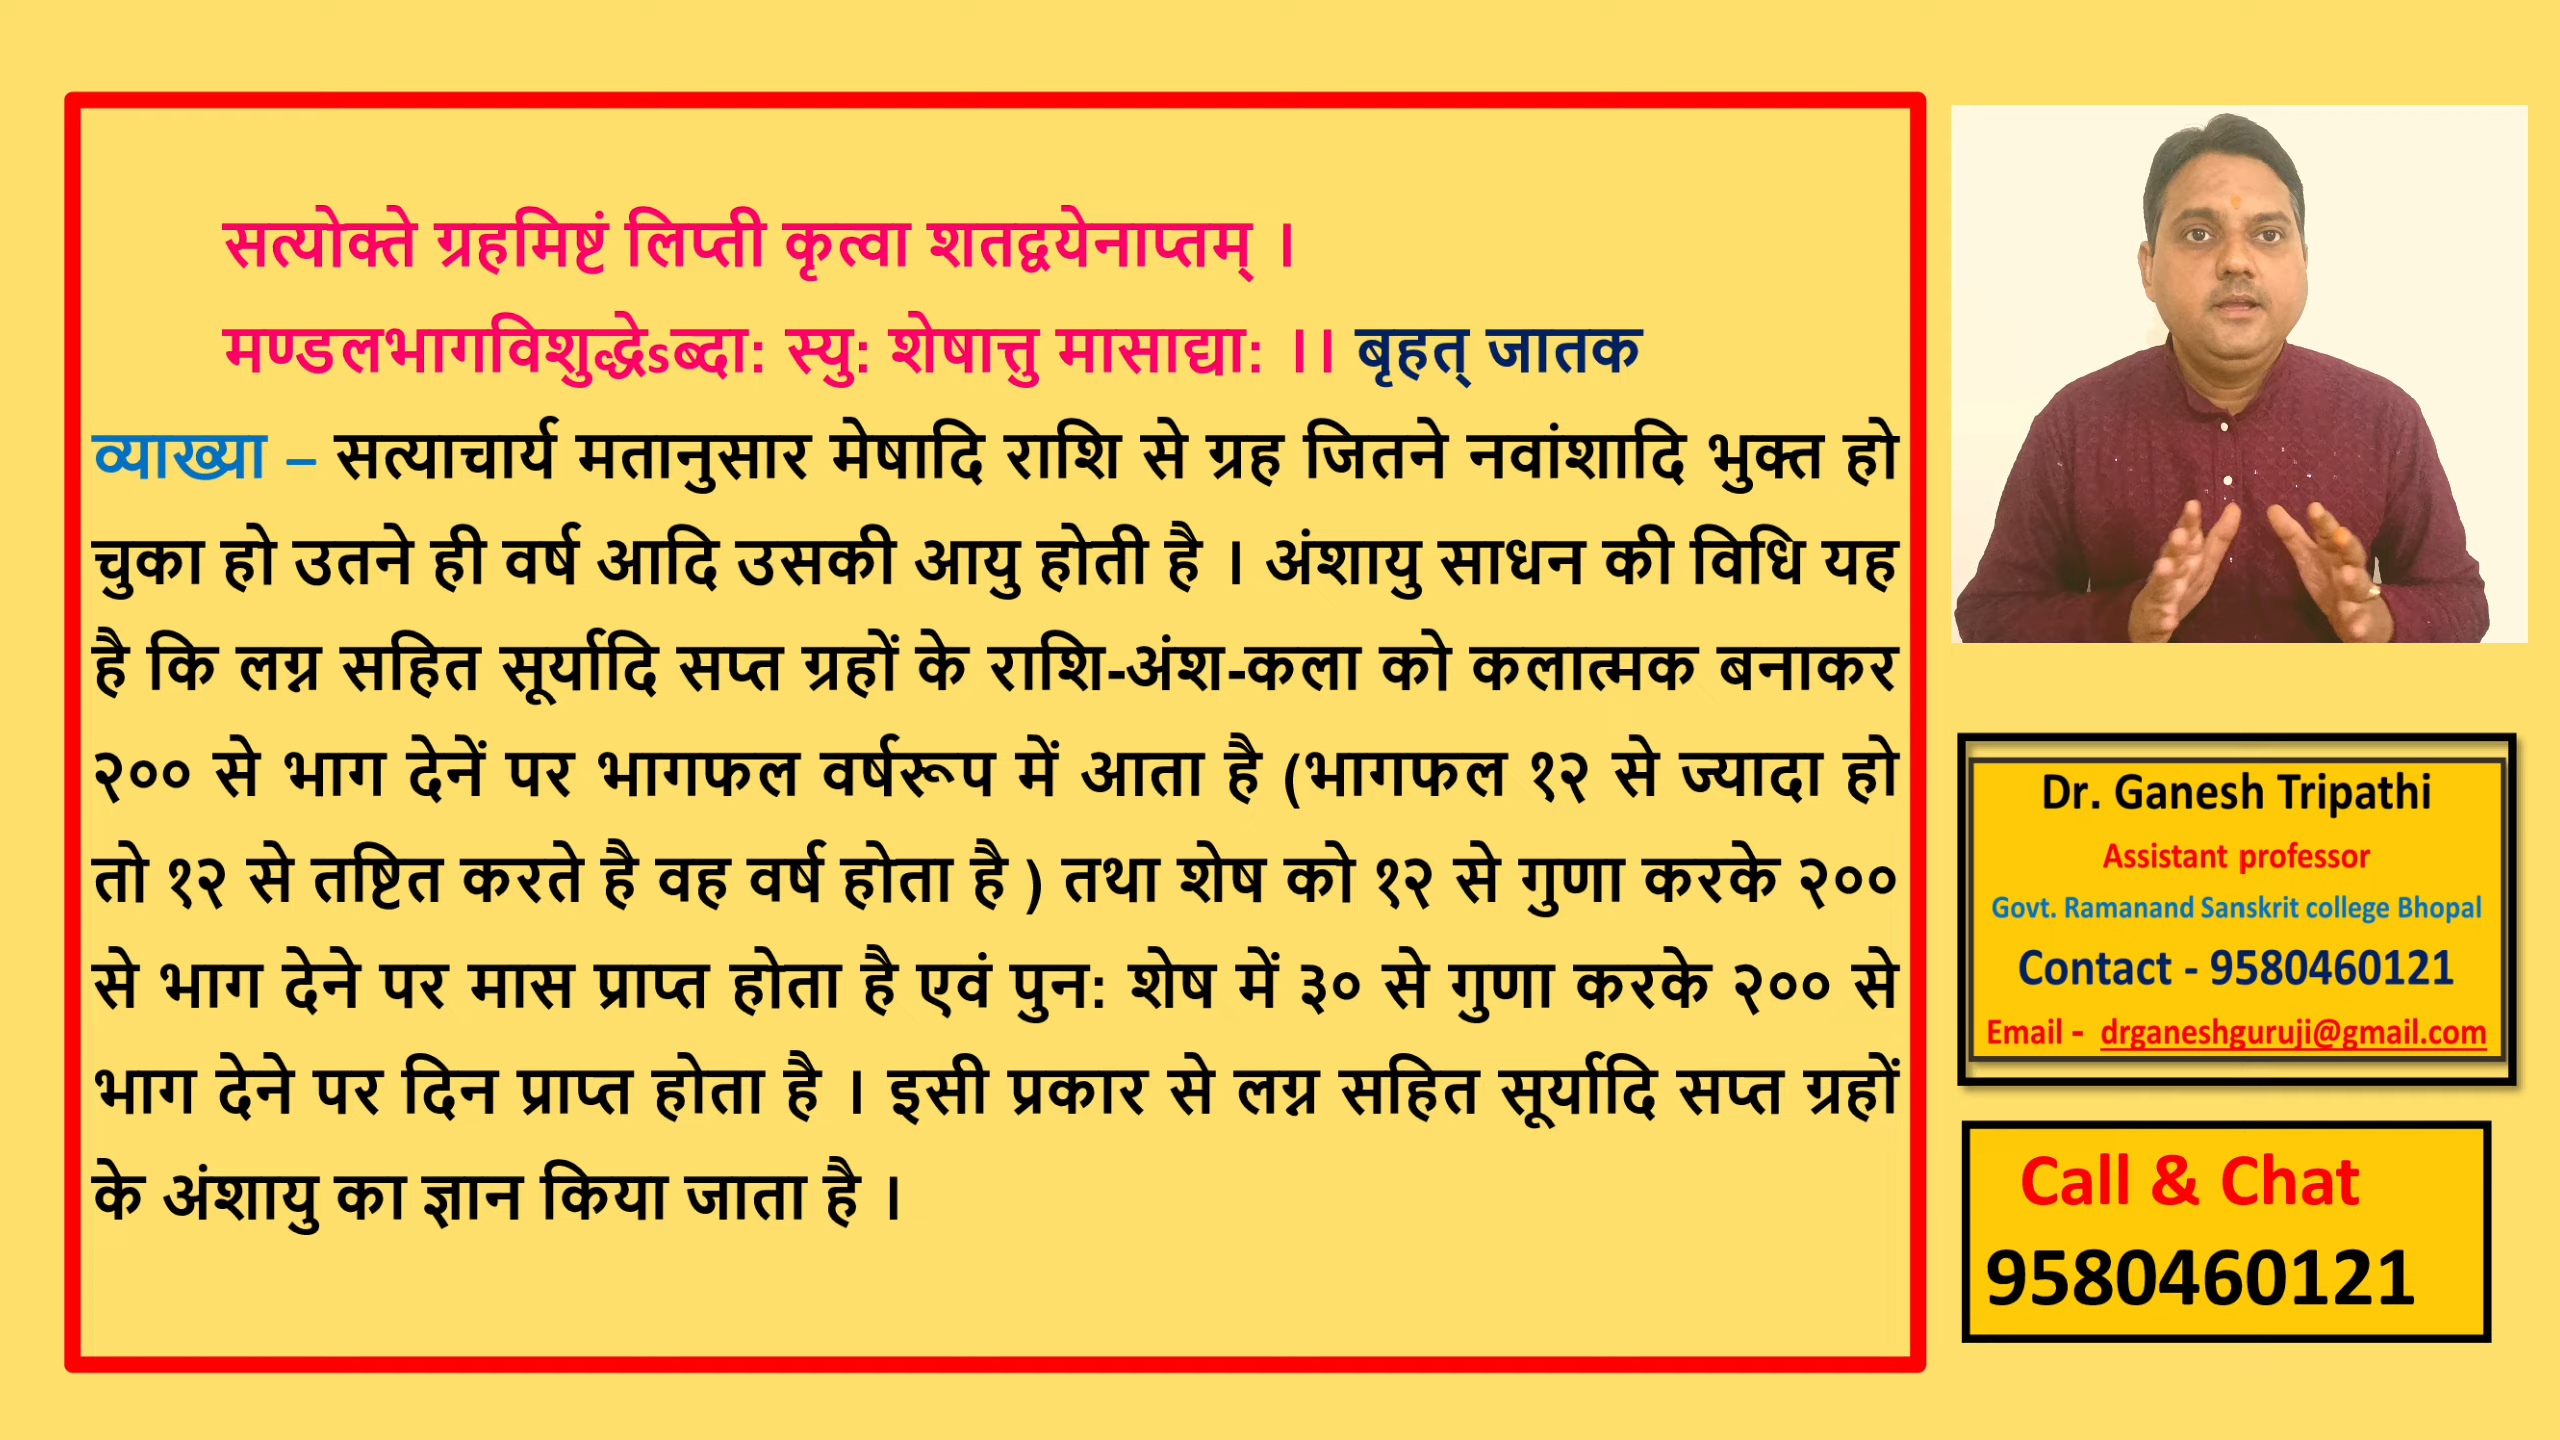 सत्योक्ते ग्रहमिष्टं लिप्ती कृत्वा शतद्वयेनाप्तम् ।
मण्डलभागविशुद्धेsब्दा: स्यु: शेषात्तु मासाद्या: ।। बृहत् जातक
व्याख्या – सत्याचार्य मतानुसार मेषादि राशि से ग्रह जितने नवांशादि भुक्त हो
चुका हो उतने ही वर्ष आदि उसकी आयु होती है । अंशायु साधन की विधि यह
है कि लग्न सहित सूर्यादि सप्त ग्रहों के राशि-अंश-कला को कलात्मक बनाकर
२०० से भाग देनें पर भागफल वर्षरूप में आता है (भागफल १२ से ज्यादा हो
तो १२ से तष्टित करते है वह वर्ष होता है ) तथा शेष को १२ से गुणा करके २००
से भाग देने पर मास प्राप्त होता है एवं पुन: शेष में ३० से गुणा करके २०० से
भाग देने पर दिन प्राप्त होता है । इसी प्रकार से लग्न सहित सूर्यादि सप्त ग्रहों
के अंशायु का ज्ञान किया जाता है ।
Dr. Ganesh Tripathi
Assistant professor
Govt. Ramanand Sanskrit college Bhopal
Contact - 9580460121
Email - drganeshguruji@gmail.com
Call & Chat
9580460121